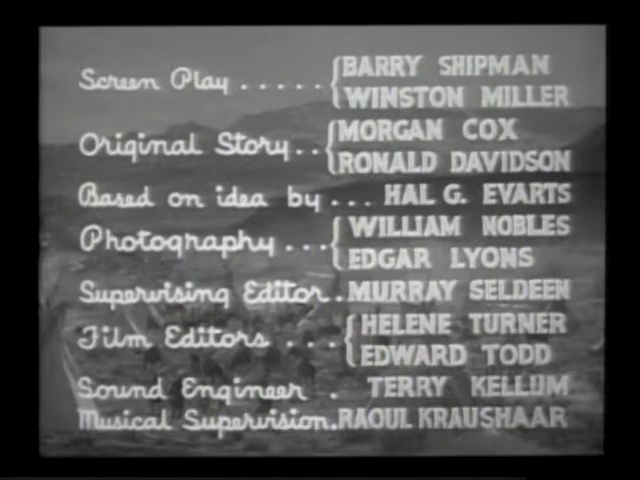 Screen Play ..... { BARRY SHIPMAN
WINSTON MILLER
Original Story .. { MORGAN COX
RONALD DAVIDSON
Based on idea by ... HAL G. EVARTS
Photography ... { WILLIAM NOBLES
EDGAR LYONS
Supervising Editor . MURRAY SELDEEN
Film Editors ... { HELENE TURNER
EDWARD TODD
Sound Engineer . TERRY KELLUM
Musical Supervision. RAOUL KRAUSHAAR